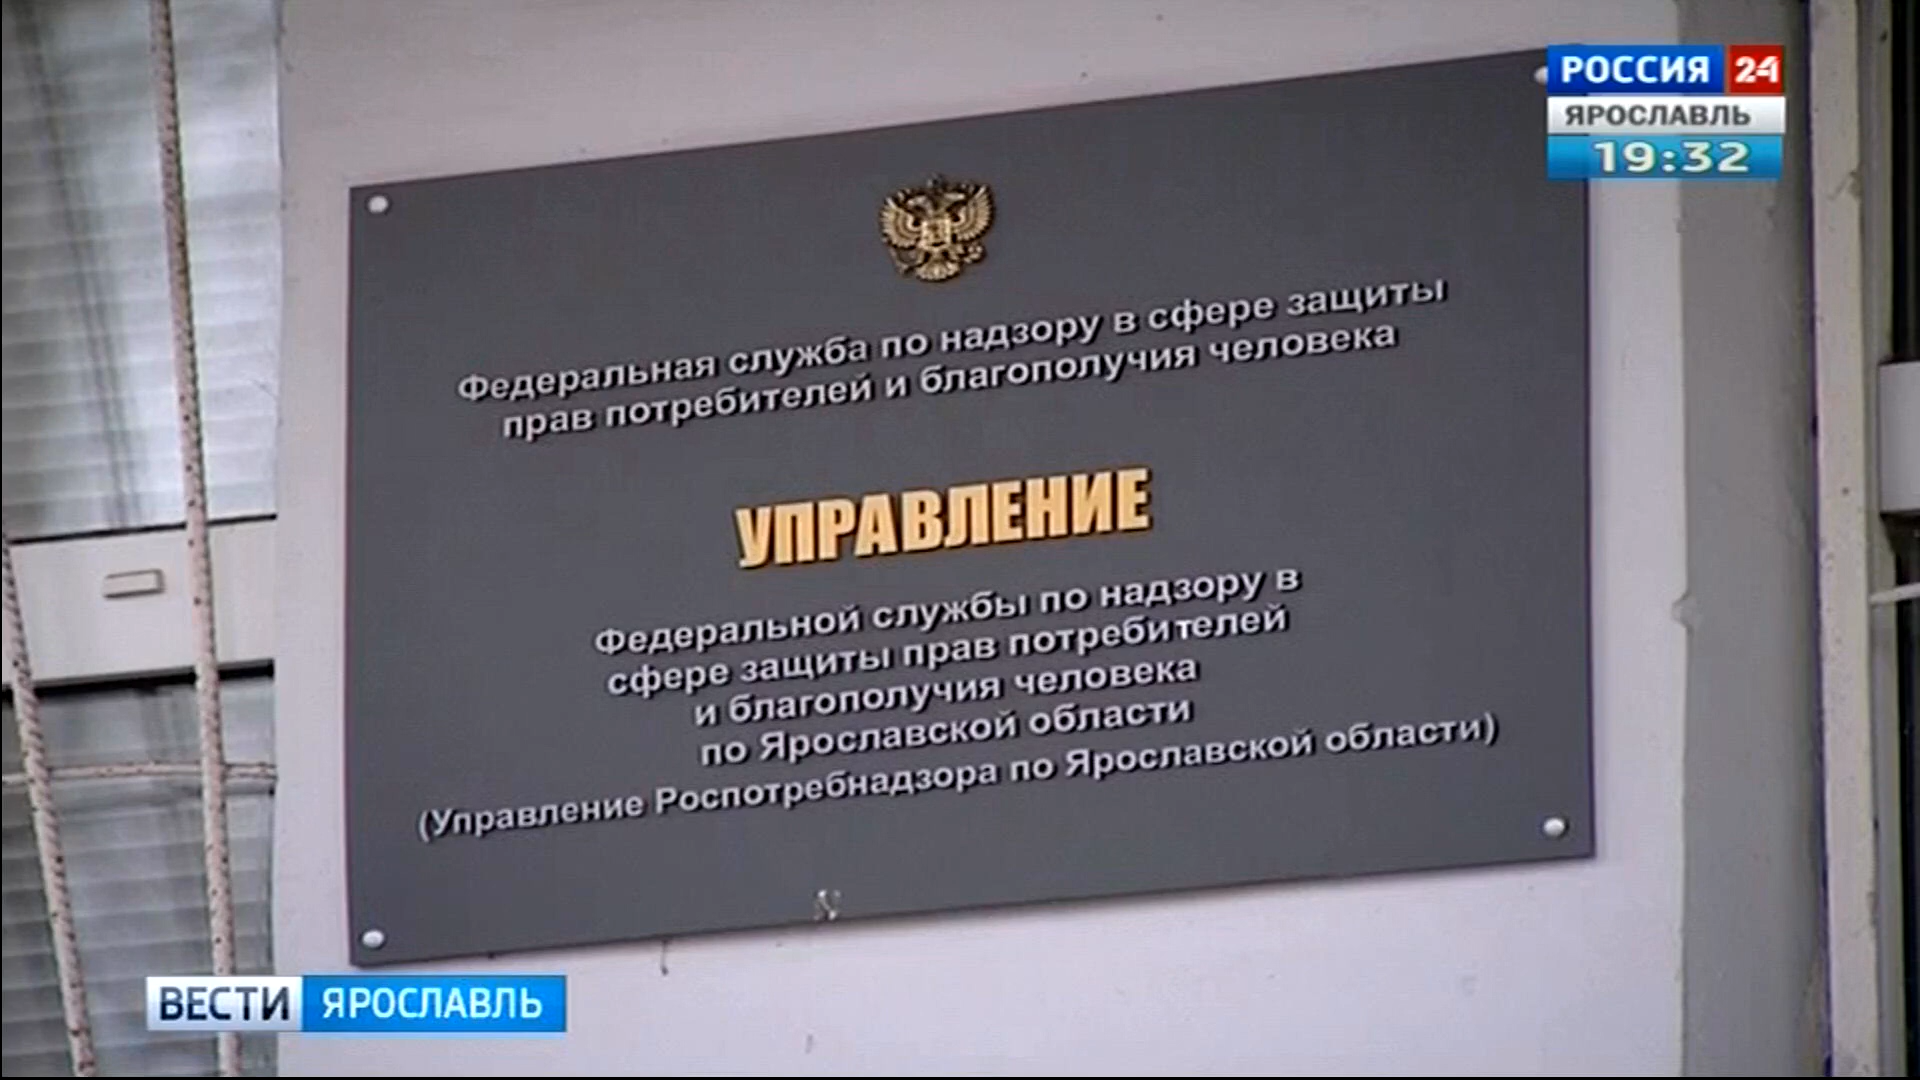 РОССИЯ 24
ЯРОСЛАВЛЬ
19:32
Федеральная служба по надзору в сфере защиты
прав потребителей и благополучия человека
УПРАВЛЕНИЕ
Федеральной службы по надзору в
сфере защиты прав потребителей
и благополучия человека
по Ярославской области
(Управление Роспотребнадзора по Ярославской области)
ВЕСТИ ЯРОСЛАВЛЬ